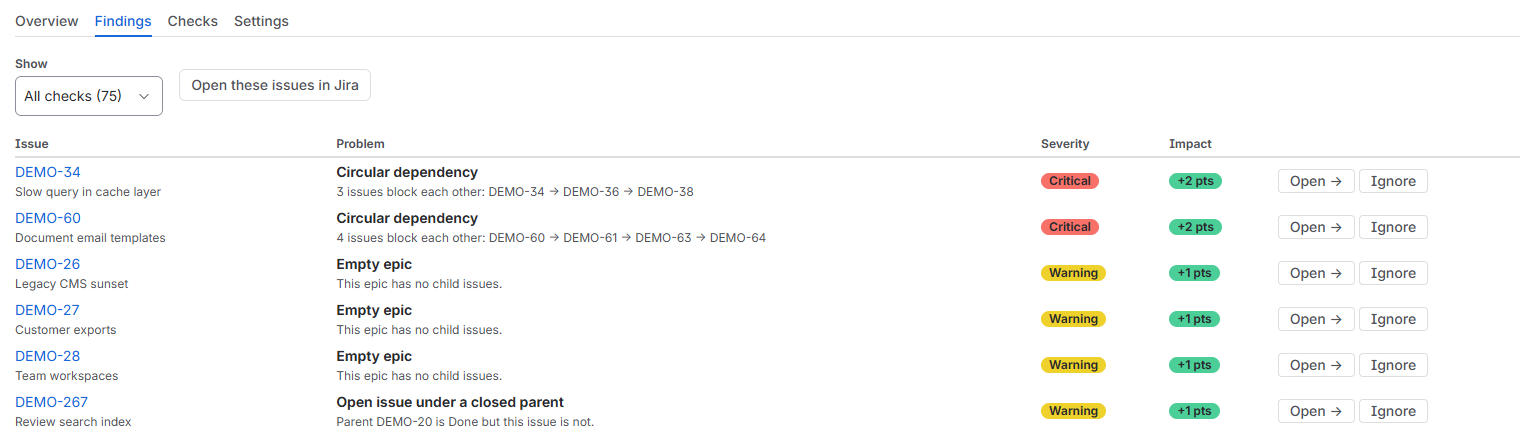 Overview Findings Checks Settings
Show
All checks (75) Open these issues in Jira
Issue Problem Severity Impact
DEMO-34 Circular dependency
Slow query in cache layer 3 issues block each other: DEMO-34 → DEMO-36 → DEMO-38 Critical +2 pts Open → Ignore
DEMO-60 Circular dependency
Document email templates 4 issues block each other: DEMO-60 → DEMO-61 → DEMO-63 → DEMO-64 Critical +2 pts Open → Ignore
DEMO-26 Empty epic
Legacy CMS sunset This epic has no child issues. Warning +1 pts Open → Ignore
DEMO-27 Empty epic
Customer exports This epic has no child issues. Warning +1 pts Open → Ignore
DEMO-28 Empty epic
Team workspaces This epic has no child issues. Warning +1 pts Open → Ignore
DEMO-267 Open issue under a closed parent
Review search index Parent DEMO-20 is Done but this issue is not. Warning +1 pts Open → Ignore